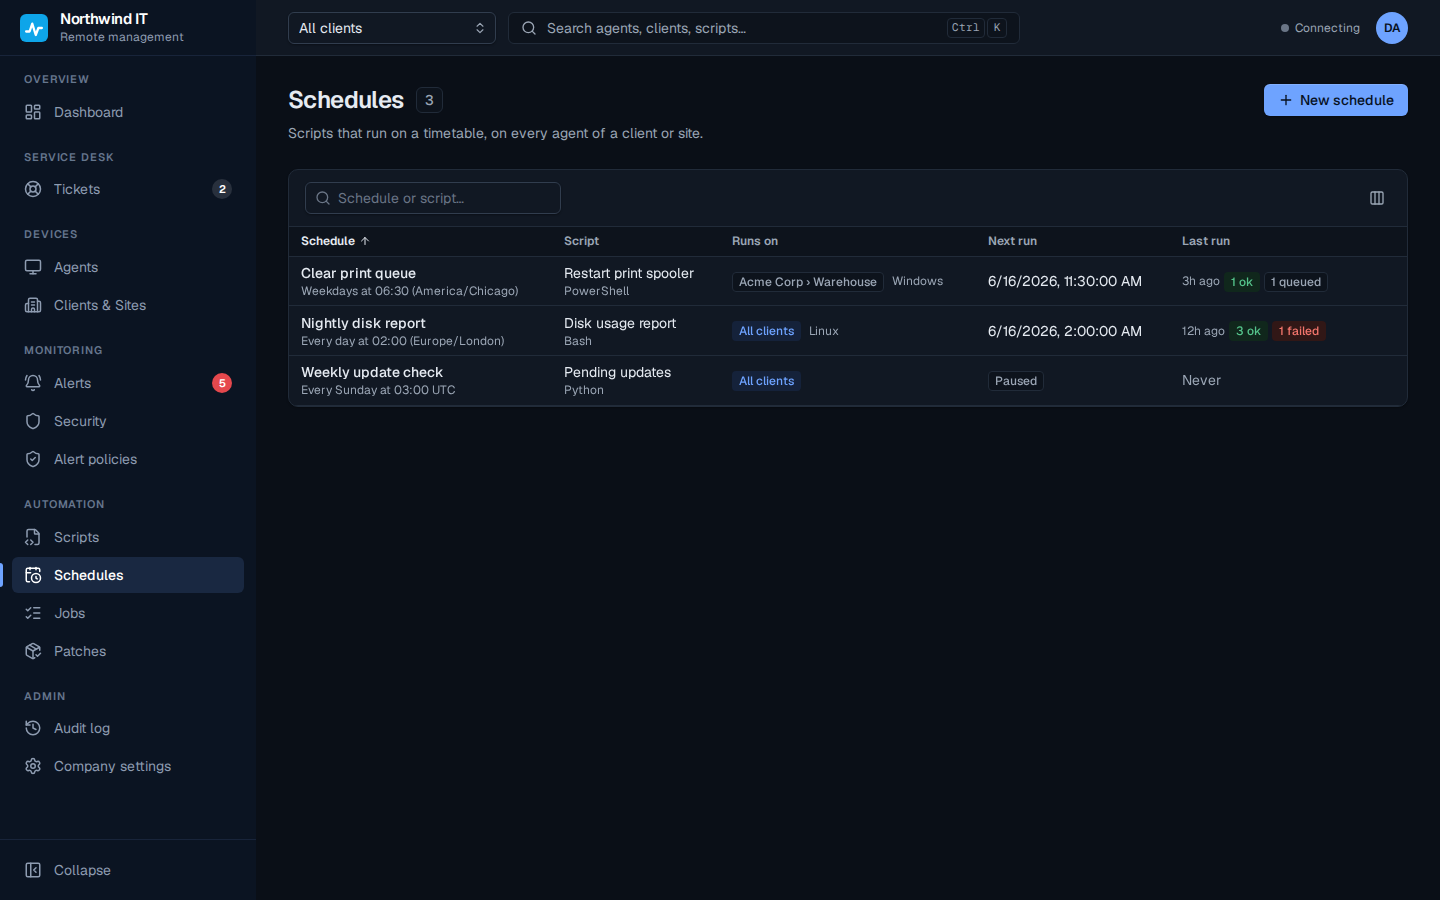 Northwind IT
Remote management
All clients
Search agents, clients, scripts...
Ctrl K
Connecting
DA
OVERVIEW
Dashboard
SERVICE DESK
Tickets 2
DEVICES
Agents
Clients & Sites
MONITORING
Alerts 5
Security
Alert policies
AUTOMATION
Scripts
Schedules
Jobs
Patches
ADMIN
Audit log
Company settings
Collapse
Schedules 3
New schedule
Scripts that run on a timetable, on every agent of a client or site.
Schedule or script...
Schedule ↑ Script Runs on Next run Last run
Clear print queue Restart print spooler Acme Corp › Warehouse Windows 6/16/2026, 11:30:00 AM 3h ago 1 ok 1 queued
Weekdays at 06:30 (America/Chicago) PowerShell
Nightly disk report Disk usage report All clients Linux 6/16/2026, 2:00:00 AM 12h ago 3 ok 1 failed
Every day at 02:00 (Europe/London) Bash
Weekly update check Pending updates All clients Paused Never
Every Sunday at 03:00 UTC Python